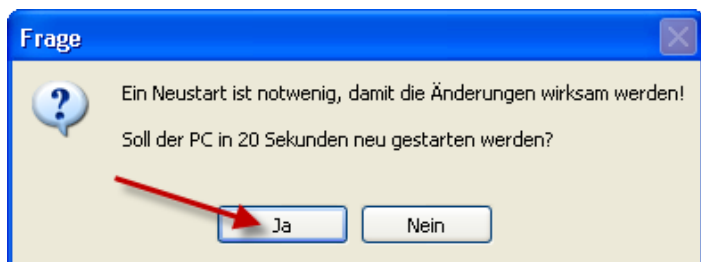 Frage
Ein Neustart ist notwenig, damit die Änderungen wirksam werden!
Soll der PC in 20 Sekunden neu gestarten werden?
Ja Nein